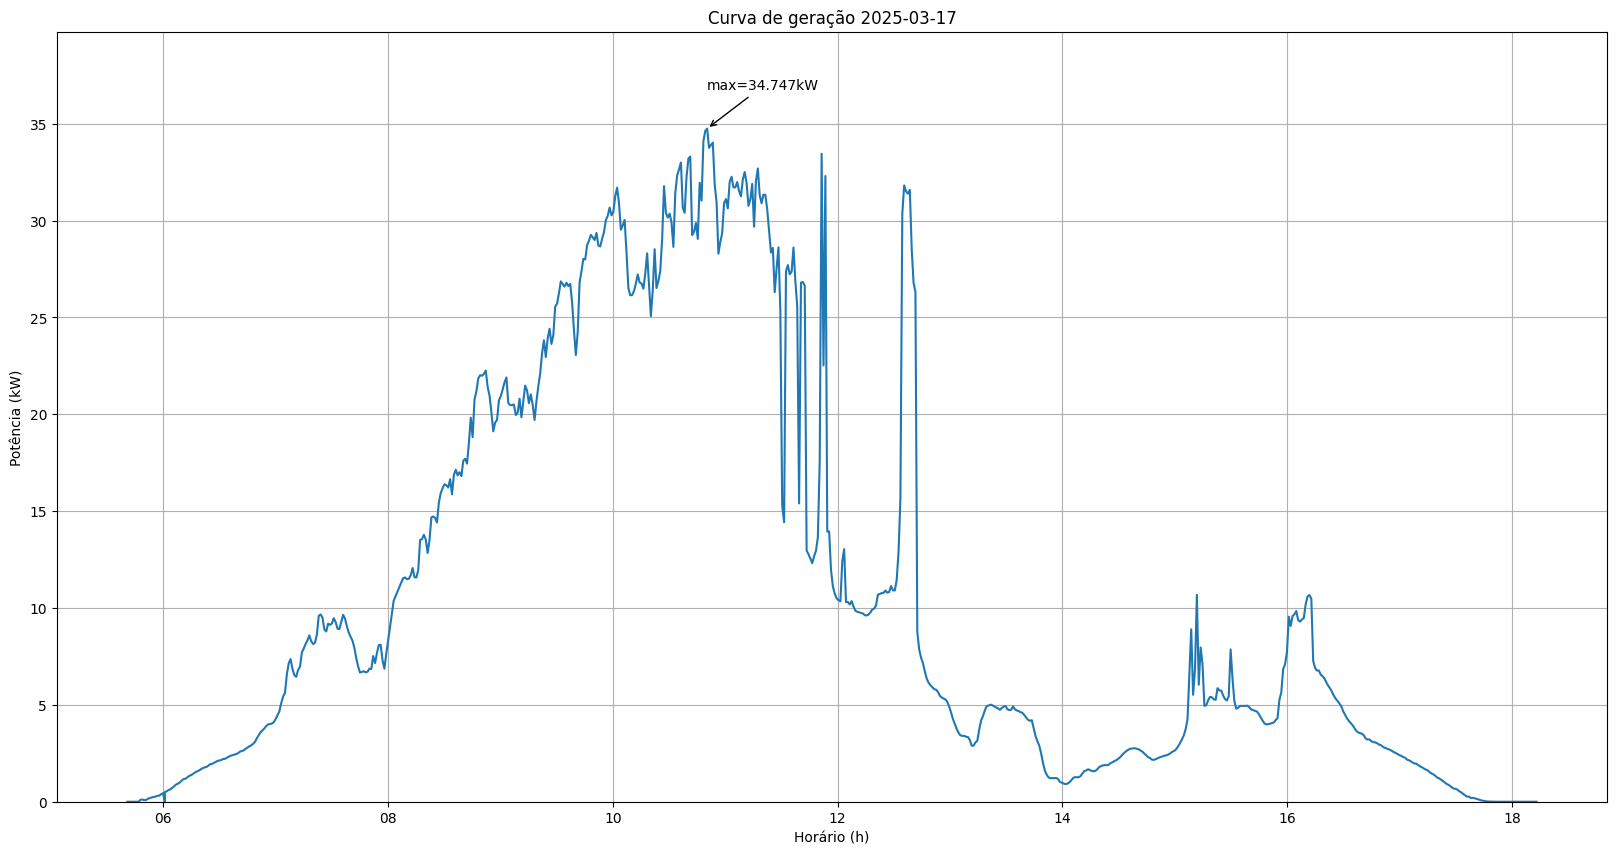 Curva de geração 2025-03-17
max=34.747kW
35
30
25
20
15
10
5
0
Potência (kW)
06 08 10 12 14 16 18
Horário (h)